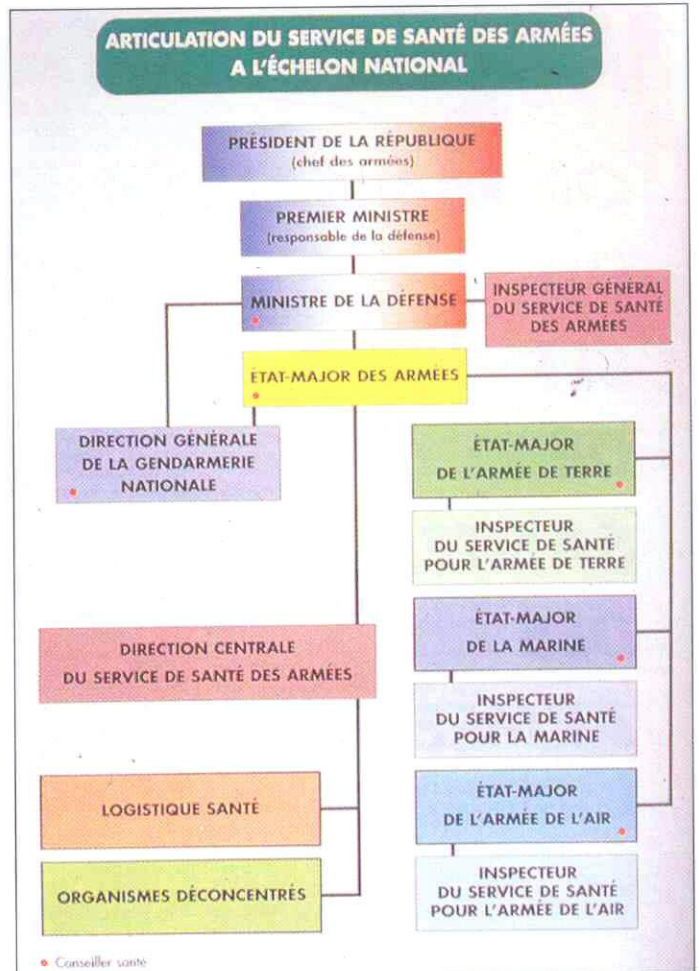 ARTICULATION DU SERVICE DE SANTÉ DES ARMÉES
A L'ÉCHELON NATIONAL
PRÉSIDENT DE LA RÉPUBLIQUE
(chef des armées)
PREMIER MINISTRE
(responsable de la défense)
MINISTRE DE LA DÉFENSE
INSPECTEUR GÉNÉRAL
DU SERVICE DE SANTÉ
DES ARMÉES
ÉTAT-MAJOR DES ARMÉES
DIRECTION GÉNÉRALE
DE LA GENDARMERIE
NATIONALE
ÉTAT-MAJOR
DE L'ARMÉE DE TERRE
INSPECTEUR
DU SERVICE DE SANTÉ
POUR L'ARMÉE DE TERRE
ÉTAT-MAJOR
DE LA MARINE
DIRECTION CENTRALE
DU SERVICE DE SANTÉ DES ARMÉES
INSPECTEUR
DU SERVICE DE SANTÉ
POUR LA MARINE
LOGISTIQUE SANTÉ
ÉTAT-MAJOR
DE L'ARMÉE DE L'AIR
ORGANISMES DÉCONCENTRÉS
INSPECTEUR
DU SERVICE DE SANTÉ
POUR L'ARMÉE DE L'AIR
Conseiller santé